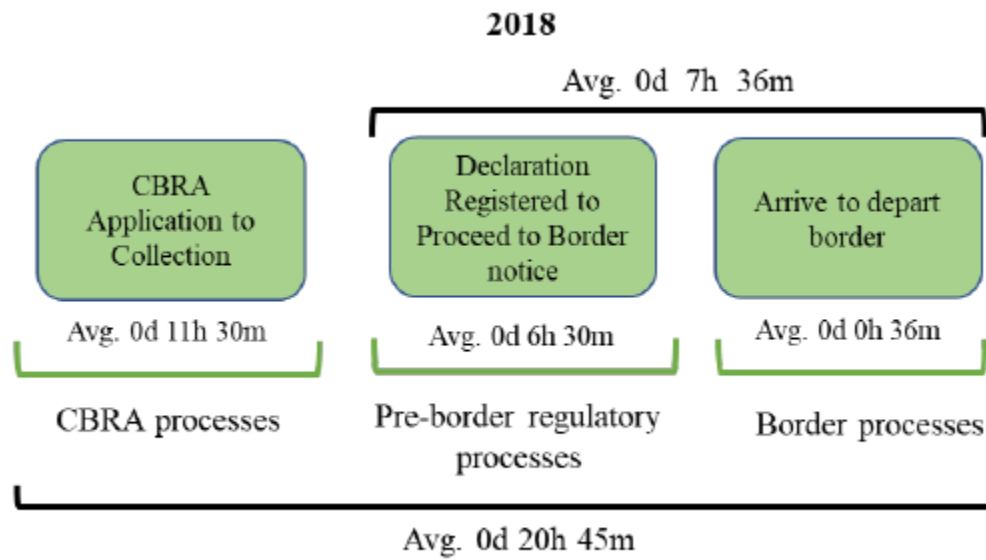 2018
Avg. 0d 7h 36m
CBRA
Application to
Collection
Declaration
Registered to
Proceed to Border
notice
Arrive to depart
border
Avg. 0d 11h 30m
Avg. 0d 6h 30m
Avg. 0d 0h 36m
CBRA processes
Pre-border regulatory
processes
Border processes
Avg. 0d 20h 45m